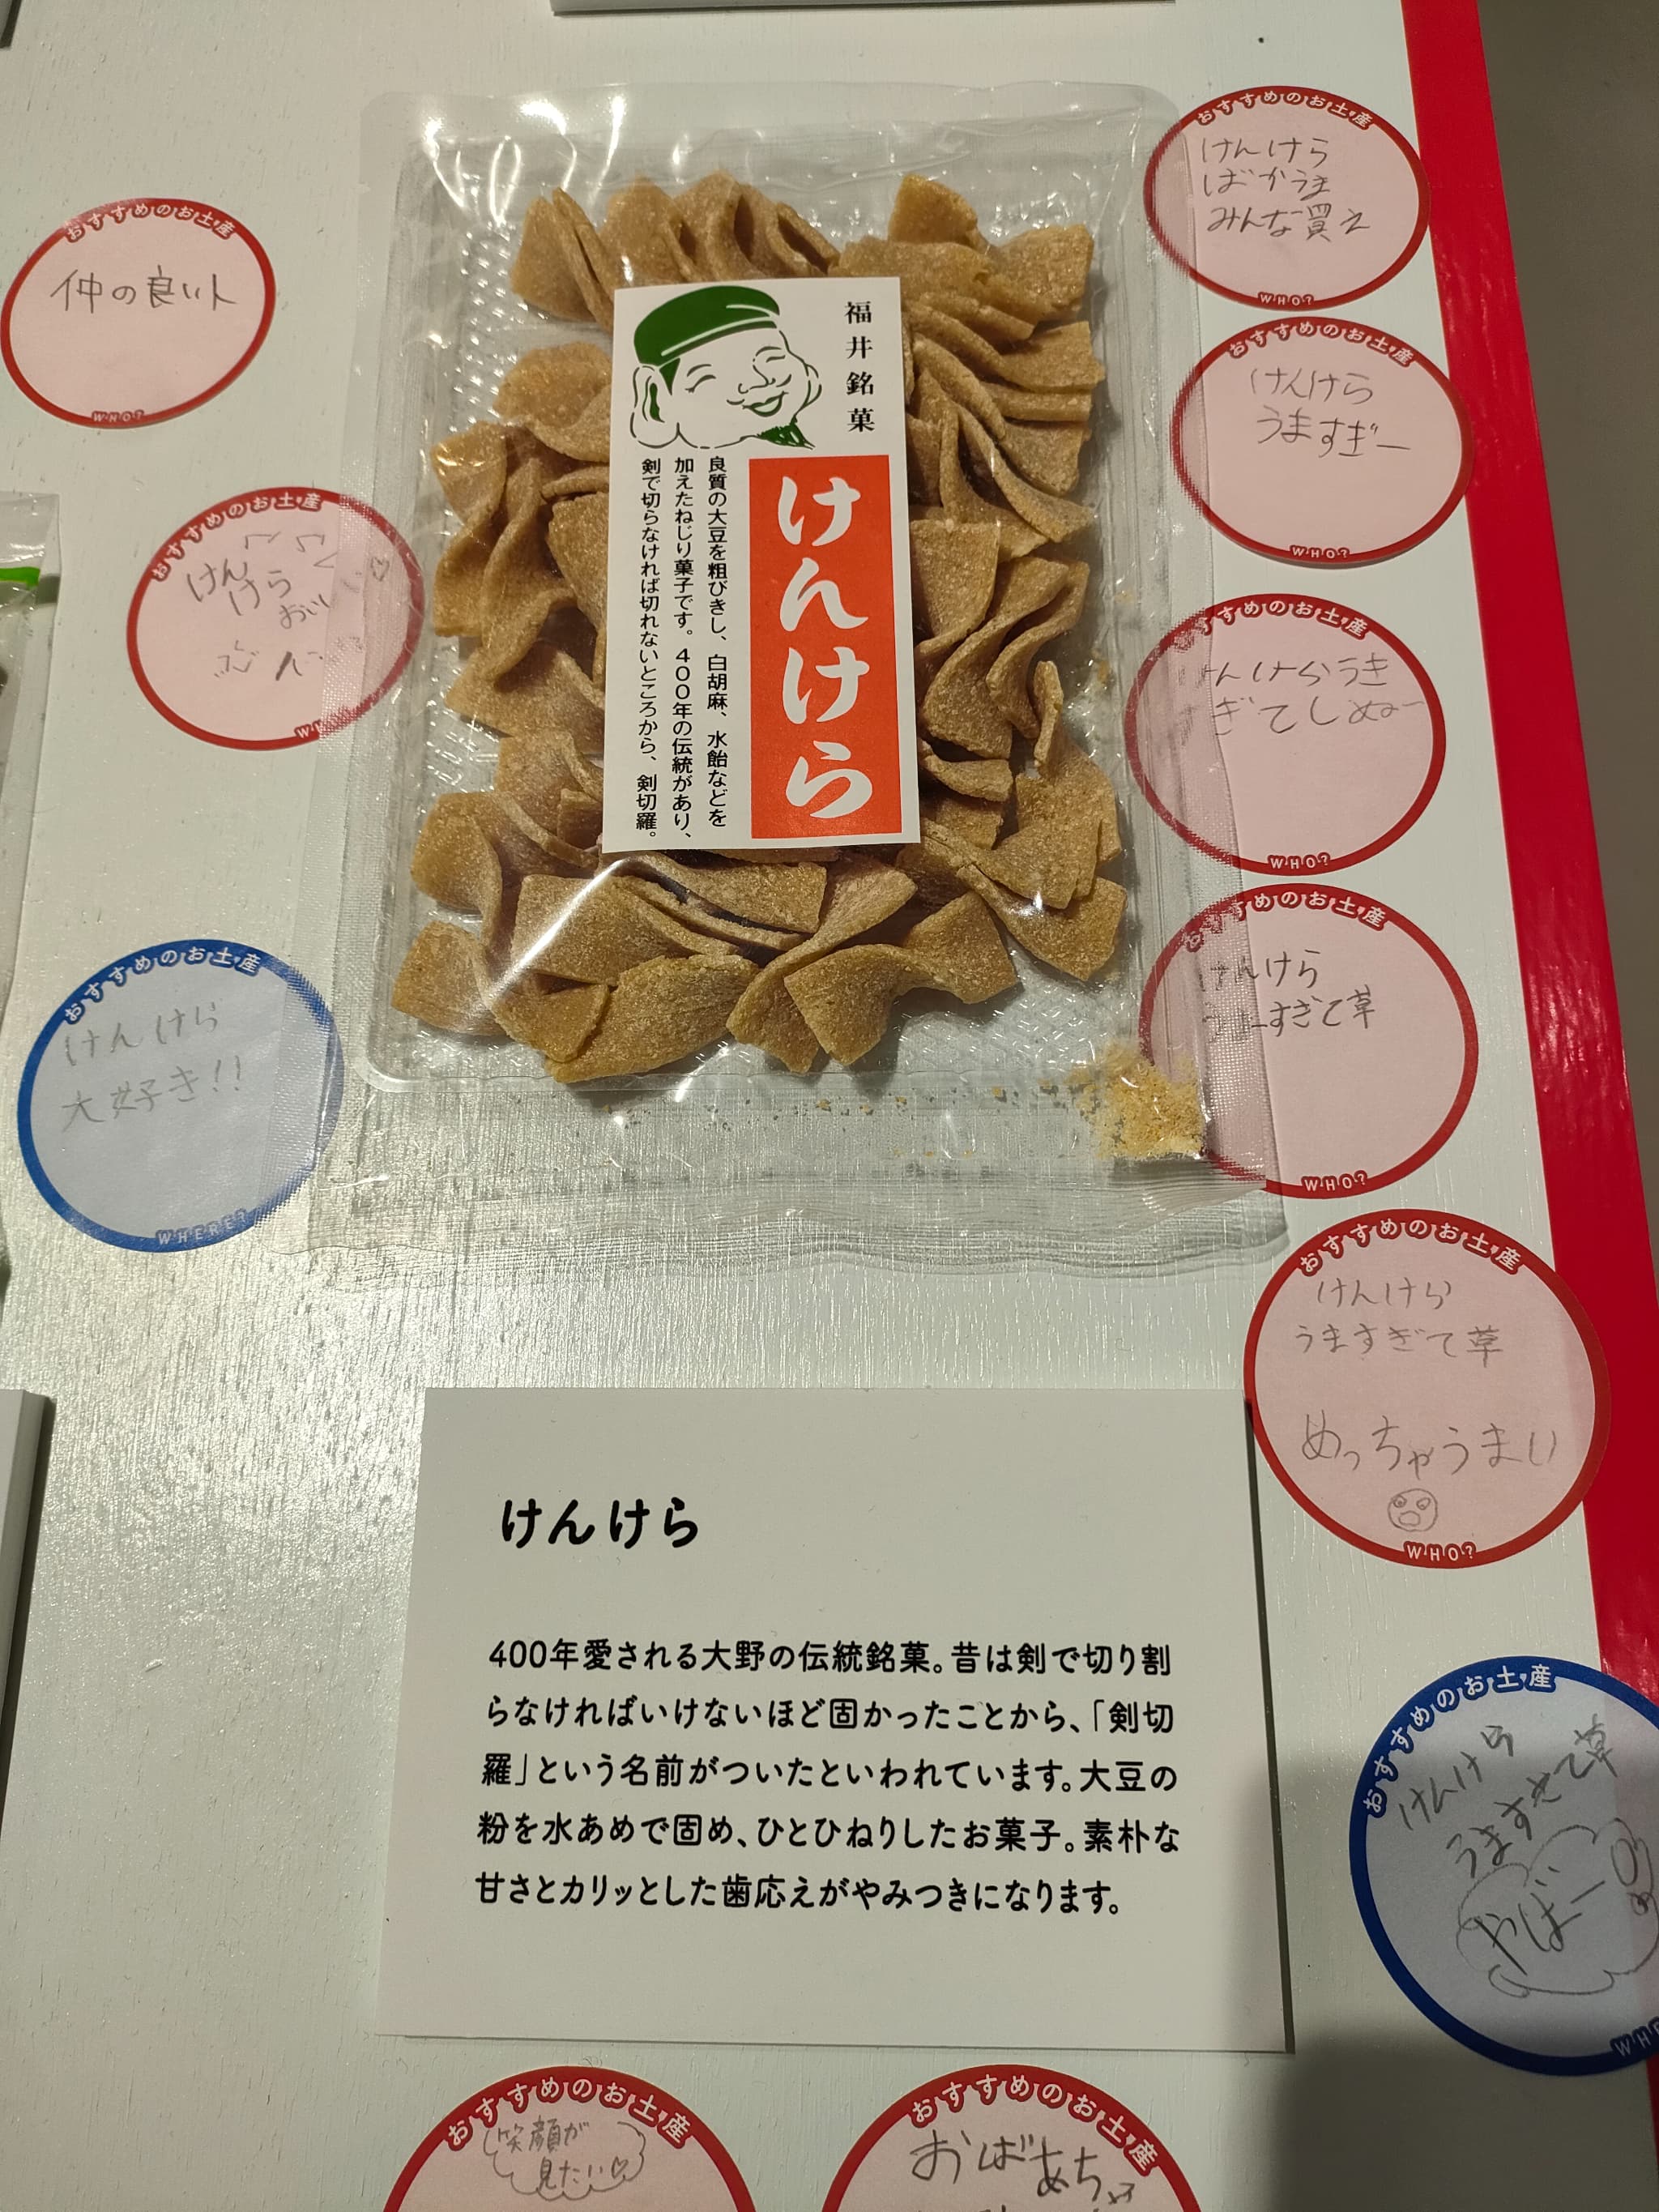 おすすめのお土産
けんけら
ばかうま
みんな買え
WHO?
おすすめのお土産
仲の良い人
WHO?
福井銘菓
けんけら
良質の大豆を粗びきし、白胡麻、水飴などを
加えたねじり菓子です。400年の伝統があり、
剣で切らなければ切れないところから、剣切羅。
おすすめのお土産
けんけら
うますぎー
WHO?
おすすめのお土産
けん
けら
おいしい
すすめのお土産
ぎてしぬー
WHO?
おすすめのお土産
けんけら
すぎて草
WHO?
おすすめのお土産
けんけら
大好き!!
WHERE?
おすすめのお土産
けんけら
うますぎて草
めっちゃうまい
WHO?
けんけら
400年愛される大野の伝統銘菓。昔は剣で切り割
らなければいけないほど固かったことから、「剣切
羅」という名前がついたといわれています。大豆の
粉を水あめで固め、ひとひねりしたお菓子。素朴な
甘さとカリッとした歯応えがやみつきになります。
おすすめのお土産
けんけら
うますぎて草
やばー
おすすめのお土産
笑顔が
見たい
おすすめのお土産
おばあちゃ